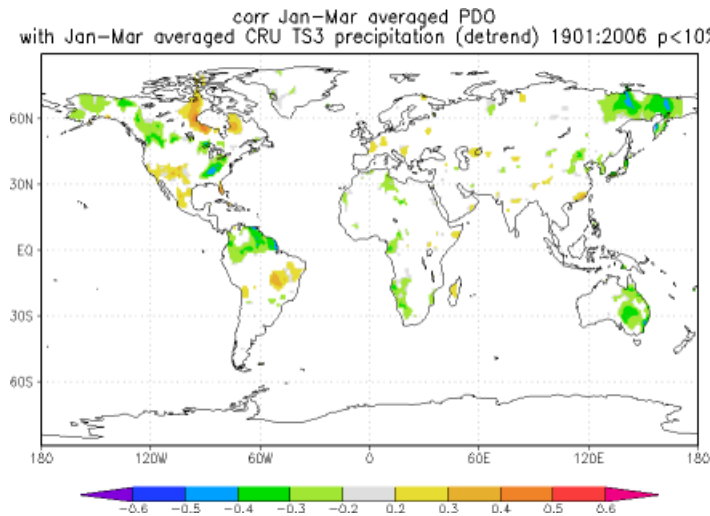 corr Jan-Mar averaged PDO
with Jan-Mar averaged CRU TS3 precipitation (detrend) 1901:2006 p<10%
60N
30N
EQ
30S
60S
180 120W 60W 0 60E 120E 180
-0.6 -0.5 -0.4 -0.3 -0.2 0.2 0.3 0.4 0.5 0.6